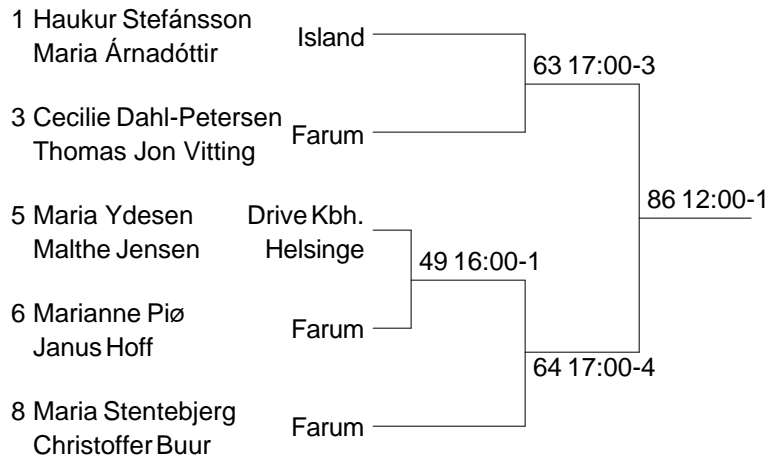 1 Haukur Stefánsson
Maria Árnadóttir
Island
63 17:00-3
3 Cecilie Dahl-Petersen
Thomas Jon Vitting
Farum
86 12:00-1
5 Maria Ydesen Drive Kbh.
Malthe Jensen Helsinge
49 16:00-1
6 Marianne Piø
Janus Hoff
Farum
64 17:00-4
8 Maria Stentebjerg
Christoffer Buur
Farum